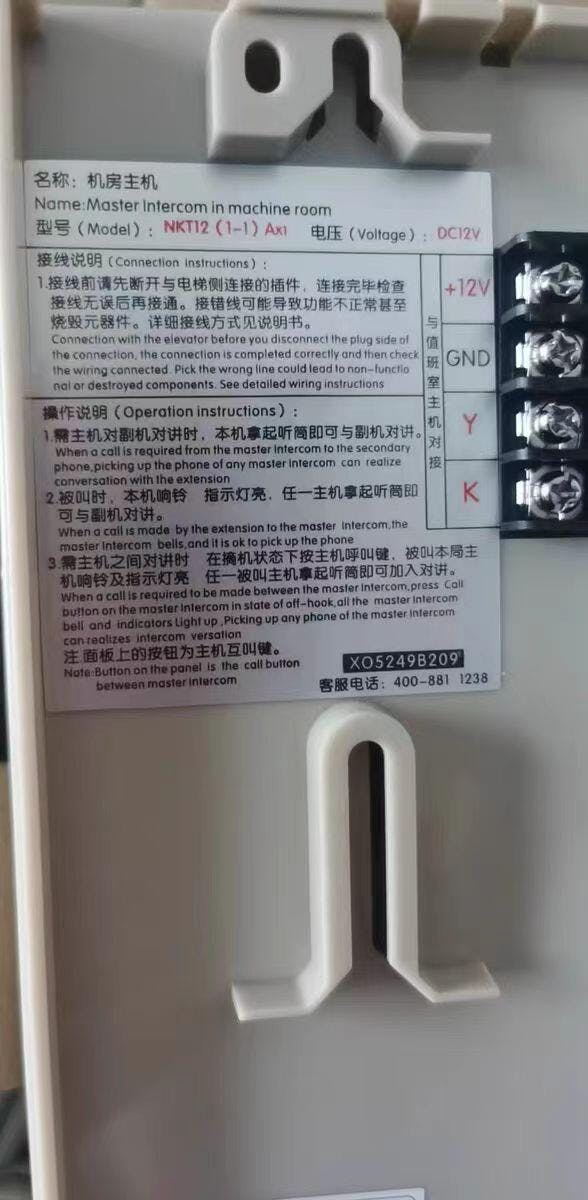 名称：机房主机
Name:Master Intercom in machine room
型号（Model）：NKT12（1-1）Ax1 电压（Voltage）：DC12V
接线说明（Connection instructions）：
1.接线前请先断开与电梯侧连接的插件，连接完毕检查
接线无误后再接通。接错线可能导致功能不正常甚至
烧毁元器件。详细接线方式见说明书。
Connection with the elevator before you disconnect the plug side of
the connection, the connection is completed correctly and then check
the wiring connected. Pick the wrong line could lead to non-functio
nal or destroyed components. See detailed wiring instructions
操作说明（Operation instructions）：
1.需主机对副机对讲时，本机拿起听筒即可与副机对讲。
When a call is required from the master Intercom to the secondary
phone,picking up the phone of any master intercom can realize
conversation with the extension
2.被叫时，本机响铃 指示灯亮，任一主机拿起听筒即
可与副机对讲。
When a call is made by the extension to the master Intercom,the
master Intercom bells,and it is ok to pick up the phone
3.需主机之间对讲时 在摘机状态下按主机呼叫键，被叫本局主
机响铃及指示灯亮 任一被叫主机拿起听筒即可加入对讲。
When a call is required to be made between the master Intercom,press Call
button on the master Intercom in state of off-hook,all the master Intercom
bell and indicators Light up ,Picking up any phone of the master Intercom
can realizes intercom versation
注.面板上的按钮为主机互叫键。
Note:Button on the panel is the call button
between master intercom
与值班室主机对接
+12V
GND
Y
K
XO5249B209
客服电话：400-881 1238